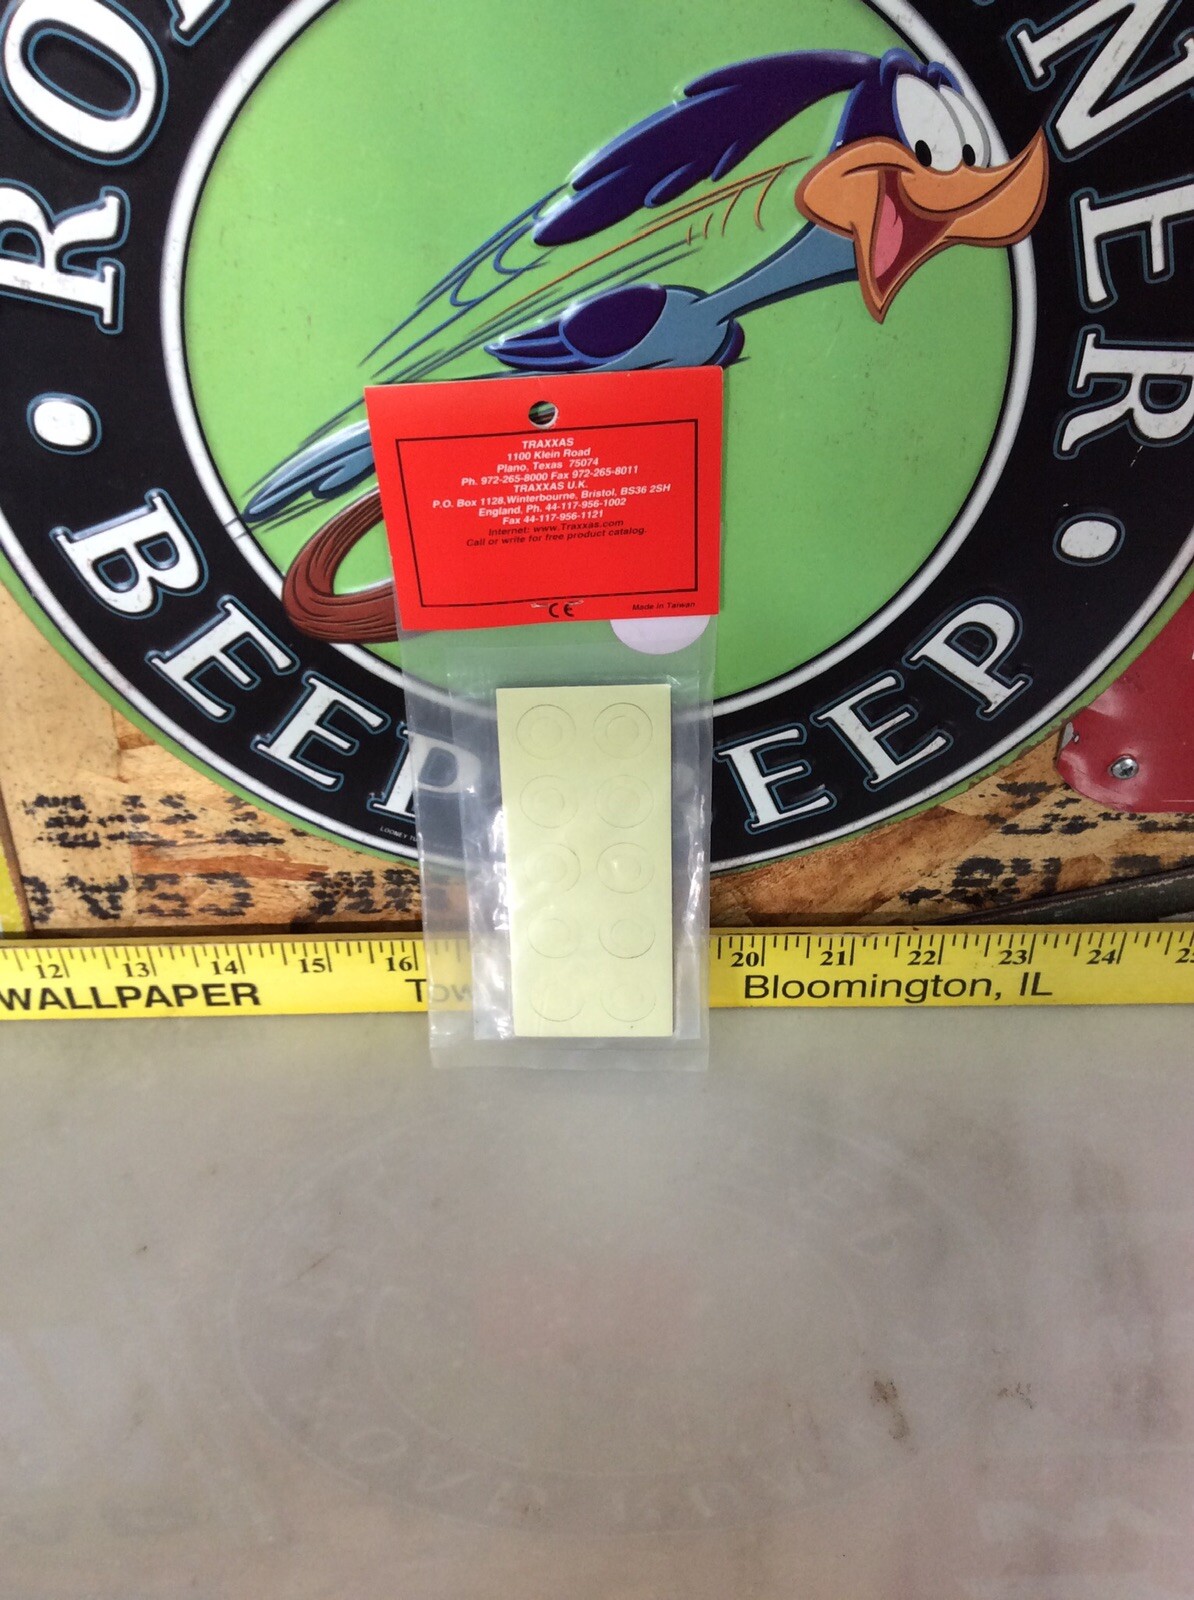 BEEP BEEP
TRAXXAS
1100 Klein Road
Plano, Texas 75074
Ph. 972-265-8000 Fax 972-265-8011
TRAXXAS U.K.
P.O. Box 1128, Winterbourne, Bristol, BS36 2SH
England, Ph. 44-117-956-1002
Fax 44-117-956-1121
Internet: www.Traxxas.com
Call or write for free product catalog.
CE
Made in Taiwan
12 13 14 15 16 20 21 22 23 24
WALLPAPER Bloomington, IL